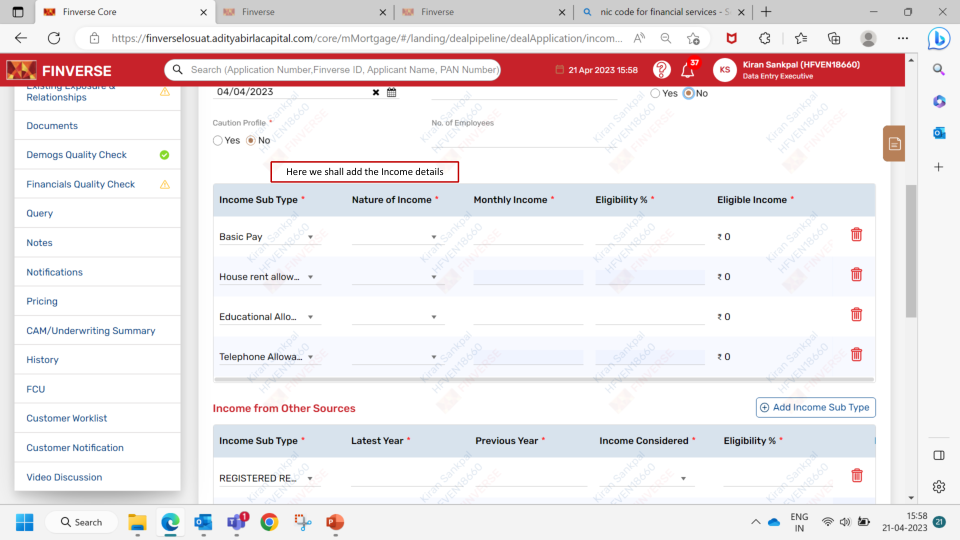 Finverse Core
Finverse
Finverse
nic code for financial services - S
https://finverselosuat.adityabirlacapital.com/core/mMortgage/#/landing/dealpipeline/dealApplication/incom...
FINVERSE
Search (Application Number,Finverse ID, Applicant Name, PAN Number)
21 Apr 2023 15:58
37
KS
Kiran Sankpal (HFVEN18660)
Data Entry Executive
Existing Exposure &
Relationships
Documents
Demogs Quality Check
Financials Quality Check
Query
Notes
Notifications
Pricing
CAM/Underwriting Summary
History
FCU
Customer Worklist
Customer Notification
Video Discussion
04/04/2023
Yes No
Caution Profile *
No. of Employees
Yes No
Here we shall add the Income details
Income Sub Type * Nature of Income * Monthly Income * Eligibility % * Eligible Income *
Basic Pay ₹ 0
House rent allow... ₹ 0
Educational Allo... ₹ 0
Telephone Allowa... ₹ 0
Income from Other Sources
Add Income Sub Type
Income Sub Type * Latest Year * Previous Year * Income Considered * Eligibility % *
REGISTERED RE...
Kiran Sankpal
HFVEN18660
FINVERSE
Search
1
ENG
IN
15:58
21-04-2023
21